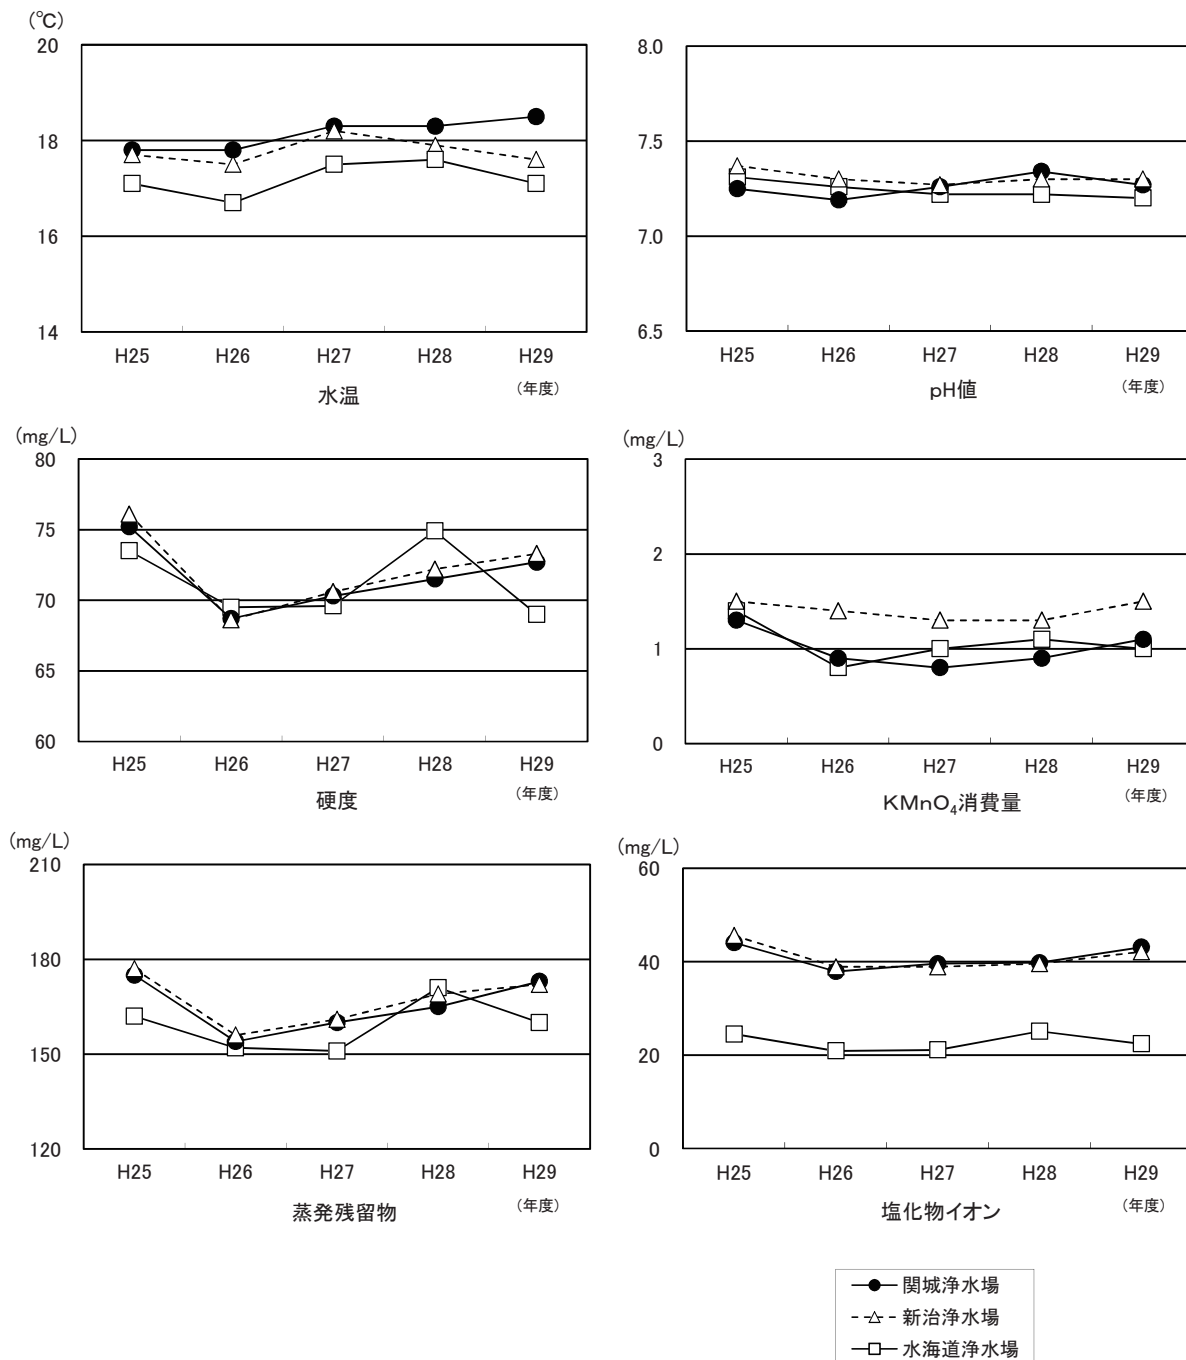 (℃)
20
18
16
14
H25 H26 H27 H28 H29
水温 (年度)
8.0
7.5
7.0
6.5
H25 H26 H27 H28 H29
pH値 (年度)
(mg/L)
80
75
70
65
60
H25 H26 H27 H28 H29
硬度 (年度)
(mg/L)
3
2
1
0
H25 H26 H27 H28 H29
KMnO₄消費量 (年度)
(mg/L)
210
180
150
120
H25 H26 H27 H28 H29
蒸発残留物 (年度)
(mg/L)
60
40
20
0
H25 H26 H27 H28 H29
塩化物イオン (年度)
関城浄水場
新治浄水場
水海道浄水場